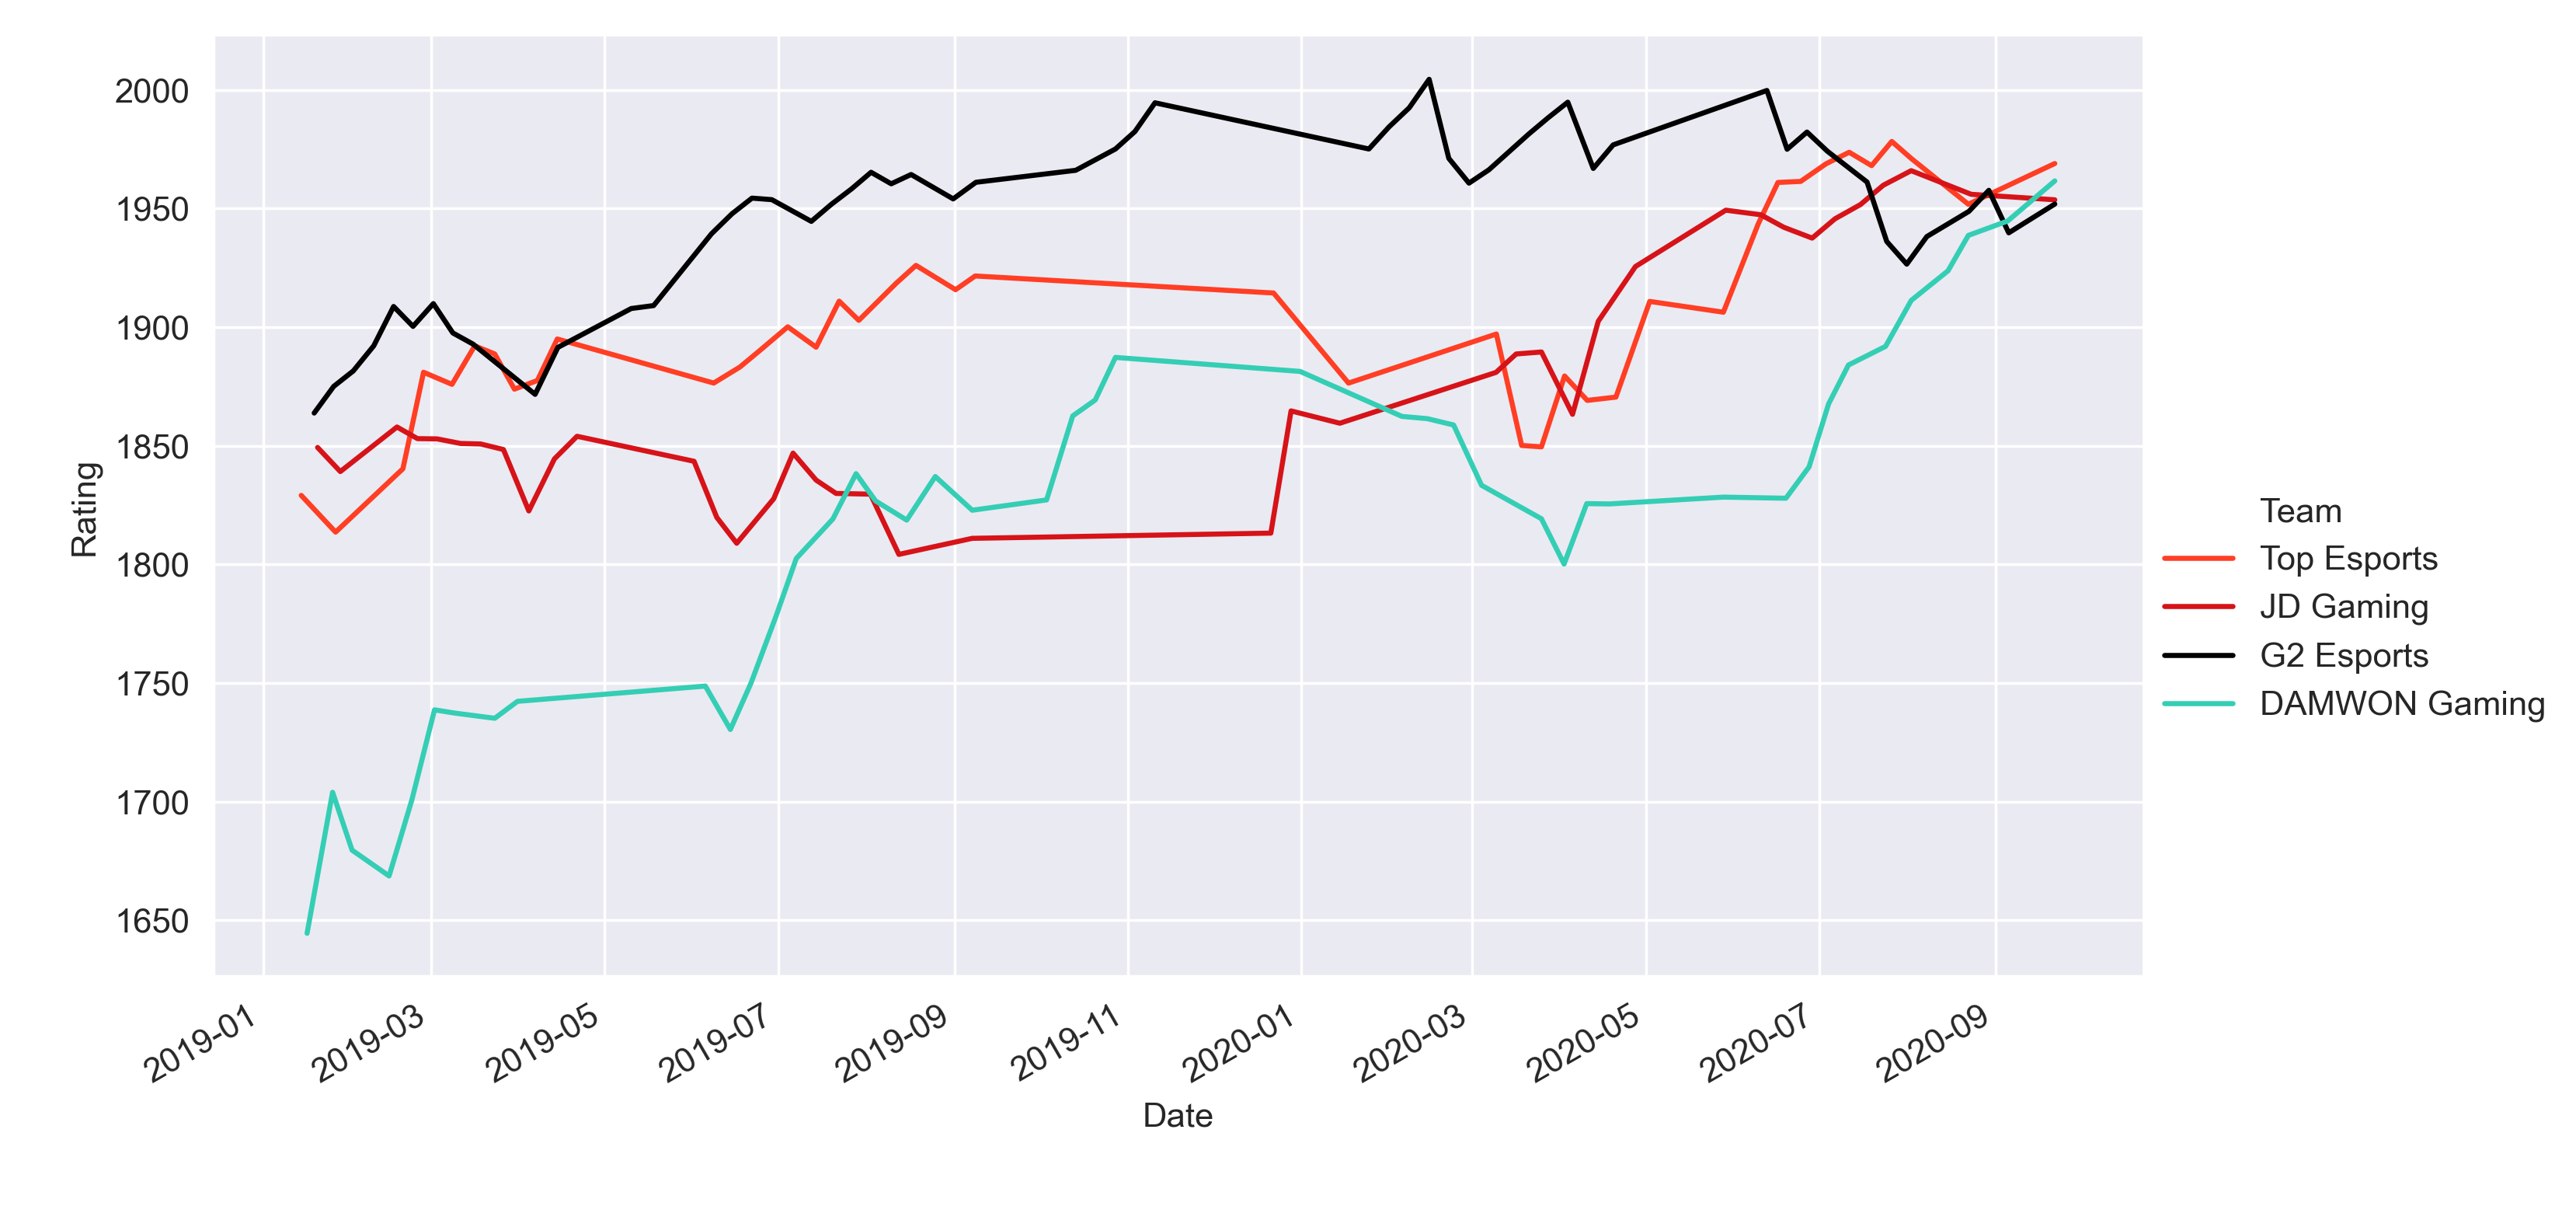 2000
1950
1900
1850
1800
1750
1700
1650
Rating
2019-01
2019-03
2019-05
2019-07
2019-09
2019-11
2020-01
2020-03
2020-05
2020-07
2020-09
Date
Team
Top Esports
JD Gaming
G2 Esports
DAMWON Gaming